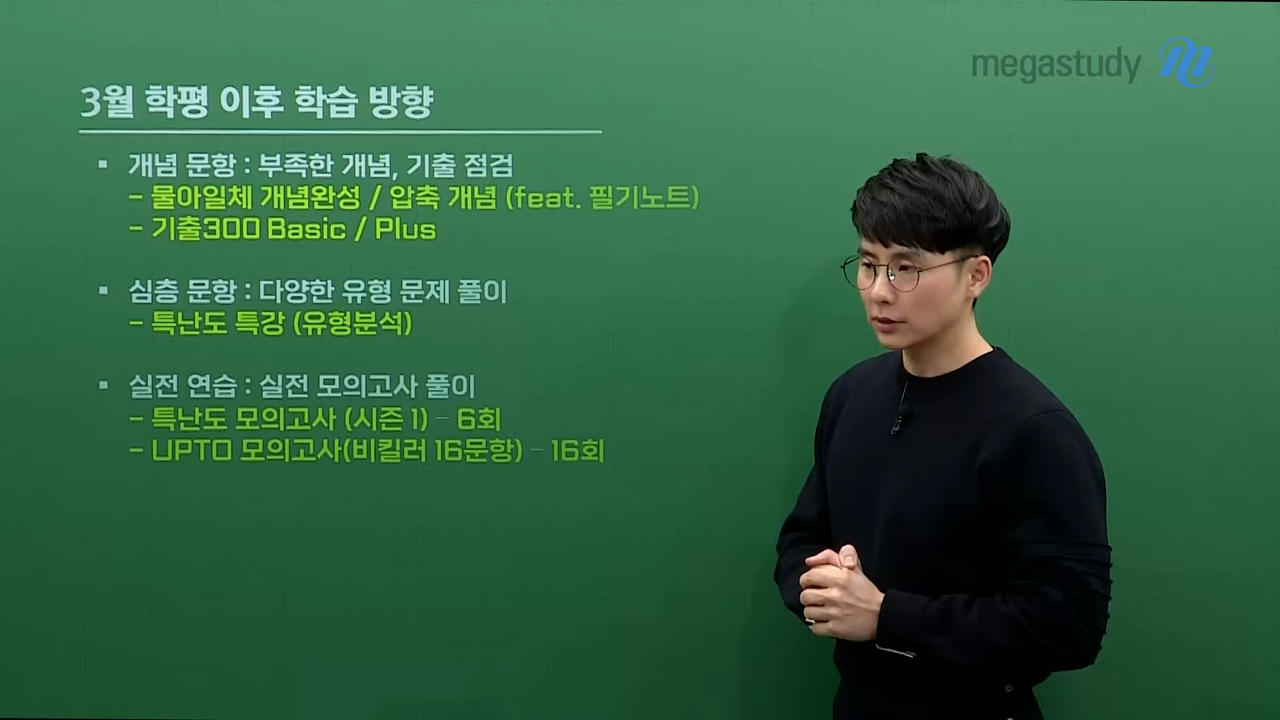 megastudy
3월 학평 이후 학습 방향
▪ 개념 문항 : 부족한 개념, 기출 점검
- 물아일체 개념완성 / 압축 개념 (feat. 필기노트)
- 기출300 Basic / Plus
▪ 심층 문항 : 다양한 유형 문제 풀이
- 특난도 특강 (유형분석)
▪ 실전 연습 : 실전 모의고사 풀이
- 특난도 모의고사 (시즌 1) - 6회
- UPTO 모의고사(비킬러 16문항) - 16회